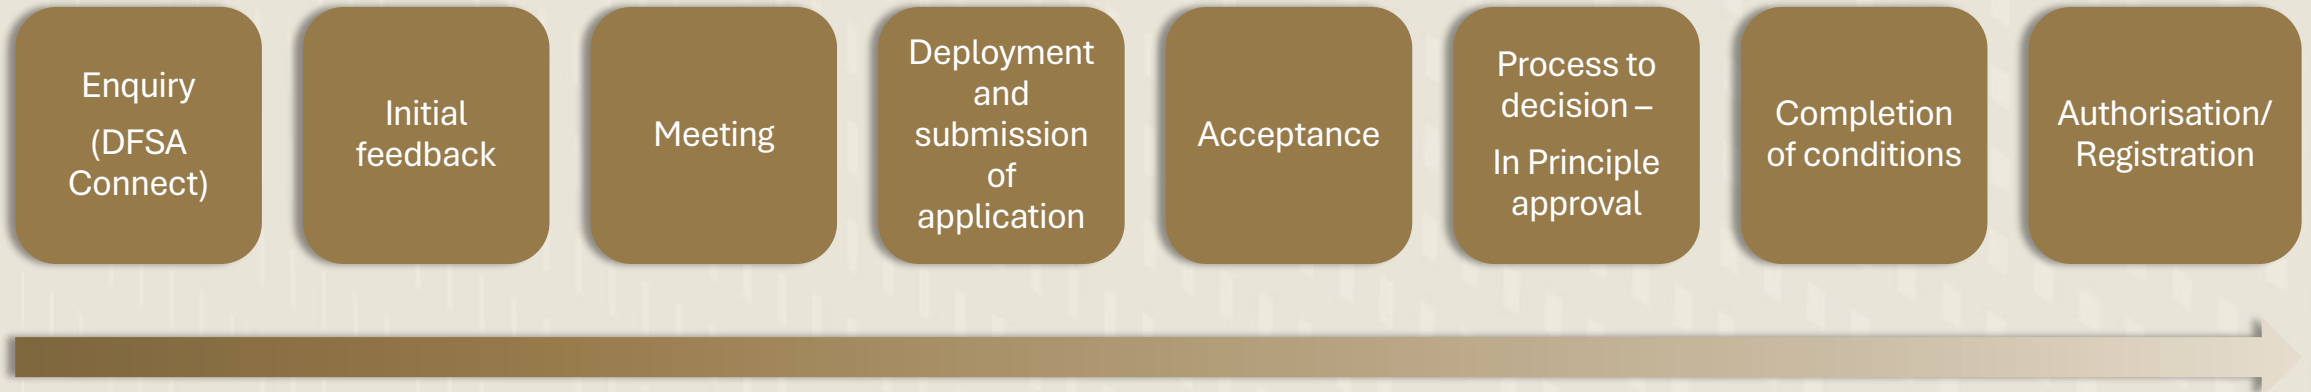 Enquiry
(DFSA
Connect)
Initial
feedback
Meeting
Deployment
and
submission
of
application
Acceptance
Process to
decision –
In Principle
approval
Completion
of conditions
Authorisation/
Registration